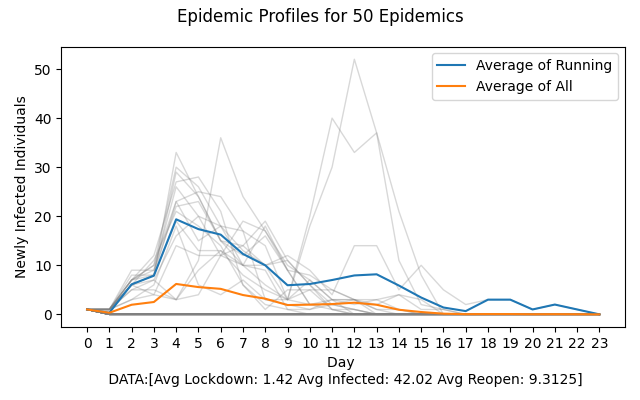 Epidemic Profiles for 50 Epidemics
Average of Running
Average of All
Newly Infected Individuals
50
40
30
20
10
0
0 1 2 3 4 5 6 7 8 9 10 11 12 13 14 15 16 17 18 19 20 21 22 23
Day
DATA:[Avg Lockdown: 1.42 Avg Infected: 42.02 Avg Reopen: 9.3125]